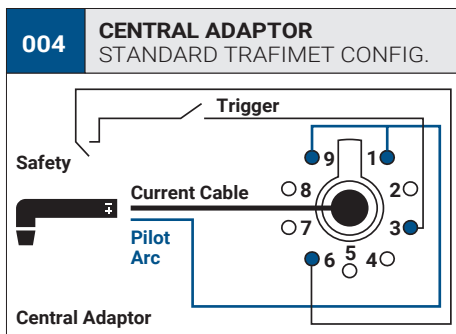 004
CENTRAL ADAPTOR
STANDARD TRAFIMET CONFIG.
Trigger
Safety
9 1
8 2
Current Cable
7 3
Pilot
Arc
6 5 4
Central Adaptor